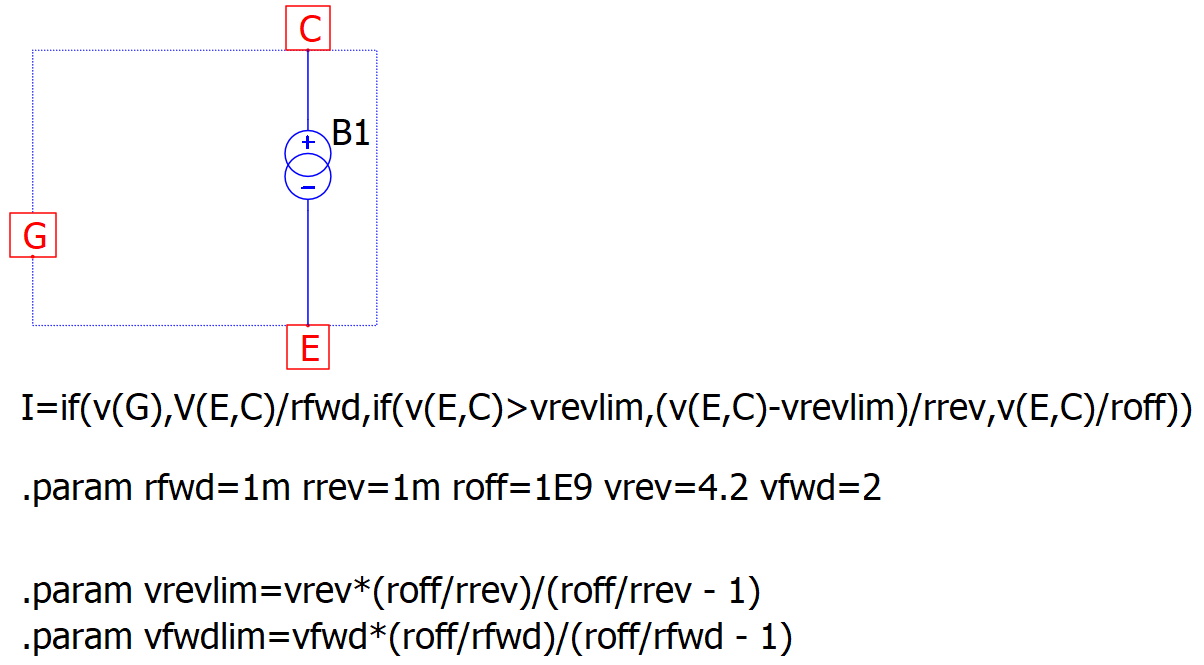 C
+
B1
−
G
E
I=if(v(G),V(E,C)/rfwd,if(v(E,C)>vrevlim,(v(E,C)-vrevlim)/rrev,v(E,C)/roff))
.param rfwd=1m rrev=1m roff=1E9 vrev=4.2 vfwd=2
.param vrevlim=vrev*(roff/rrev)/(roff/rrev - 1)
.param vfwdlim=vfwd*(roff/rfwd)/(roff/rfwd - 1)